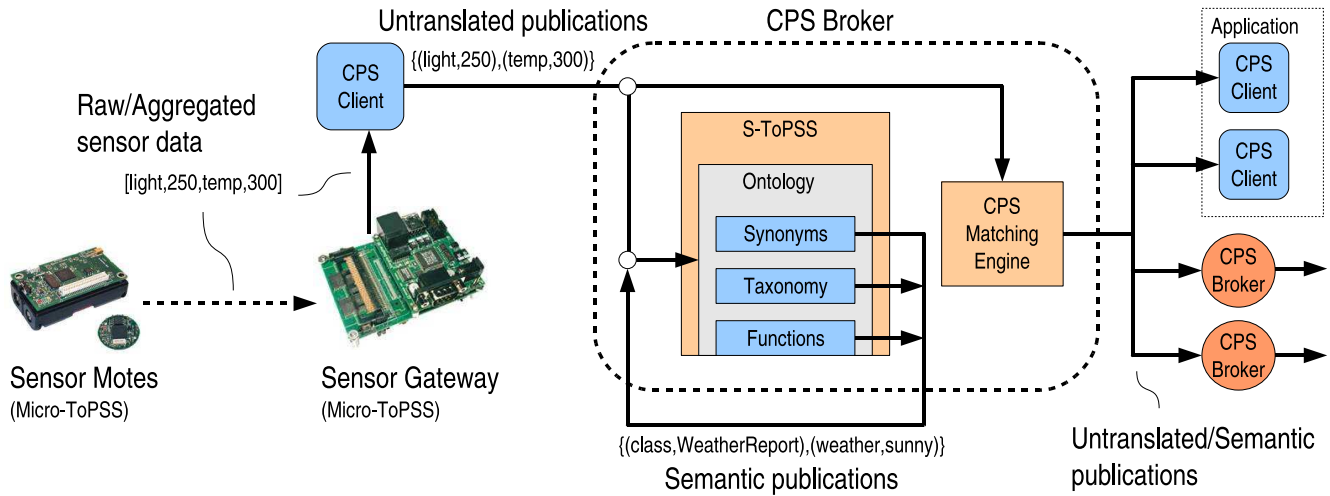 Untranslated publications
{(light,250),(temp,300)}
CPS Broker
Application
CPS
Client
CPS
Client
CPS
Client
Raw/Aggregated
sensor data
[light,250,temp,300]
S-ToPSS
Ontology
Synonyms
Taxonomy
Functions
CPS
Matching
Engine
CPS
Broker
CPS
Broker
Sensor Motes
(Micro-ToPSS)
Sensor Gateway
(Micro-ToPSS)
{(class,WeatherReport),(weather,sunny)}
Semantic publications
Untranslated/Semantic
publications